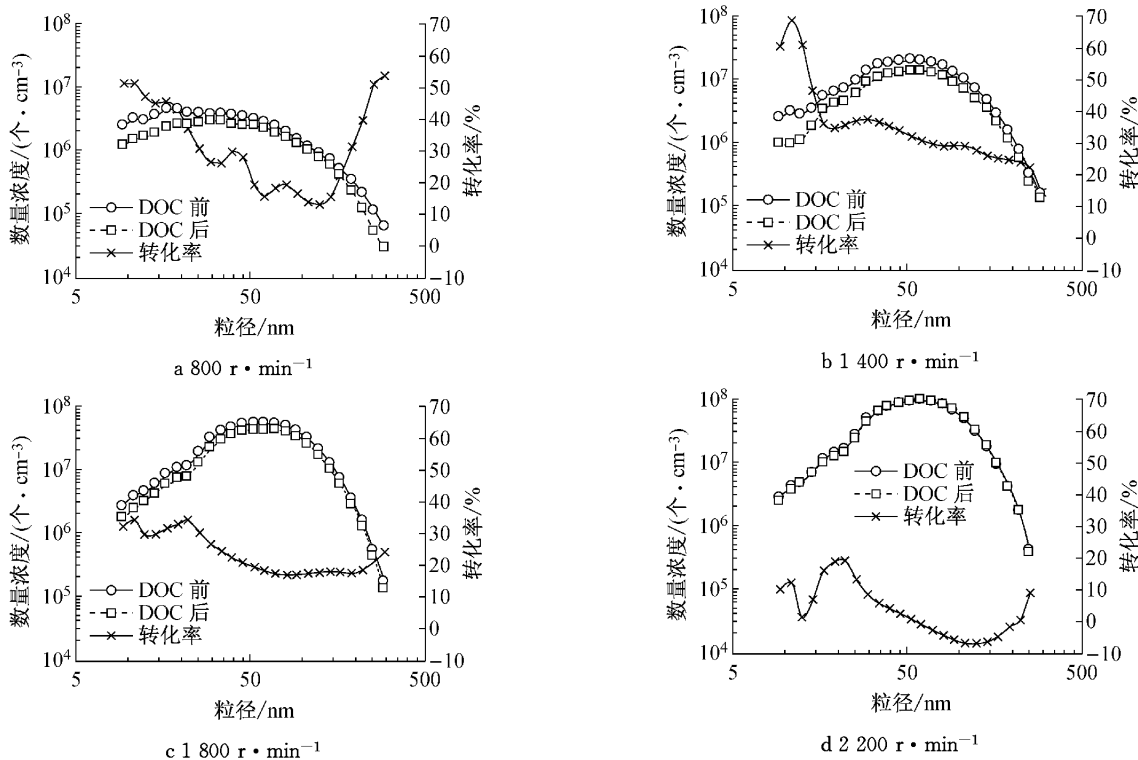 数量浓度/(个·cm⁻³)
10⁸
10⁷
10⁶
10⁵
10⁴
DOC 前
DOC 后
转化率
70
60
50
40
30
20
10
0
−10
转化率/%
5
50
500
粒径/nm
a 800 r·min⁻¹
数量浓度/(个·cm⁻³)
10⁸
10⁷
10⁶
10⁵
10⁴
DOC 前
DOC 后
转化率
70
60
50
40
30
20
10
0
−10
转化率/%
5
50
500
粒径/nm
b 1 400 r·min⁻¹
数量浓度/(个·cm⁻³)
10⁸
10⁷
10⁶
10⁵
10⁴
DOC 前
DOC 后
转化率
70
60
50
40
30
20
10
0
−10
转化率/%
5
50
500
粒径/nm
c 1 800 r·min⁻¹
数量浓度/(个·cm⁻³)
10⁸
10⁷
10⁶
10⁵
10⁴
DOC 前
DOC 后
转化率
70
60
50
40
30
20
10
0
−10
转化率/%
5
50
500
粒径/nm
d 2 200 r·min⁻¹